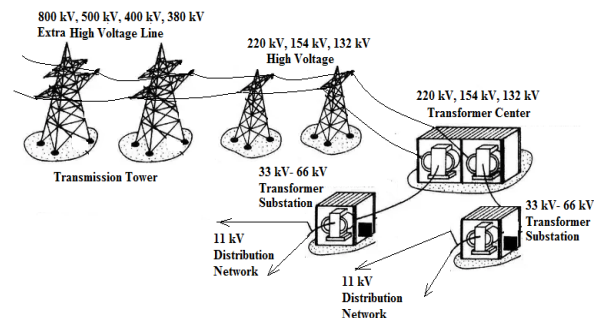 800 kV, 500 kV, 400 kV, 380 kV
Extra High Voltage Line
220 kV, 154 kV, 132 kV
High Voltage
220 kV, 154 kV, 132 kV
Transformer Center
Transmission Tower
33 kV- 66 kV
Transformer
Substation
33 kV- 66 kV
Transformer
Substation
11 kV
Distribution
Network
11 kV
Distribution
Network